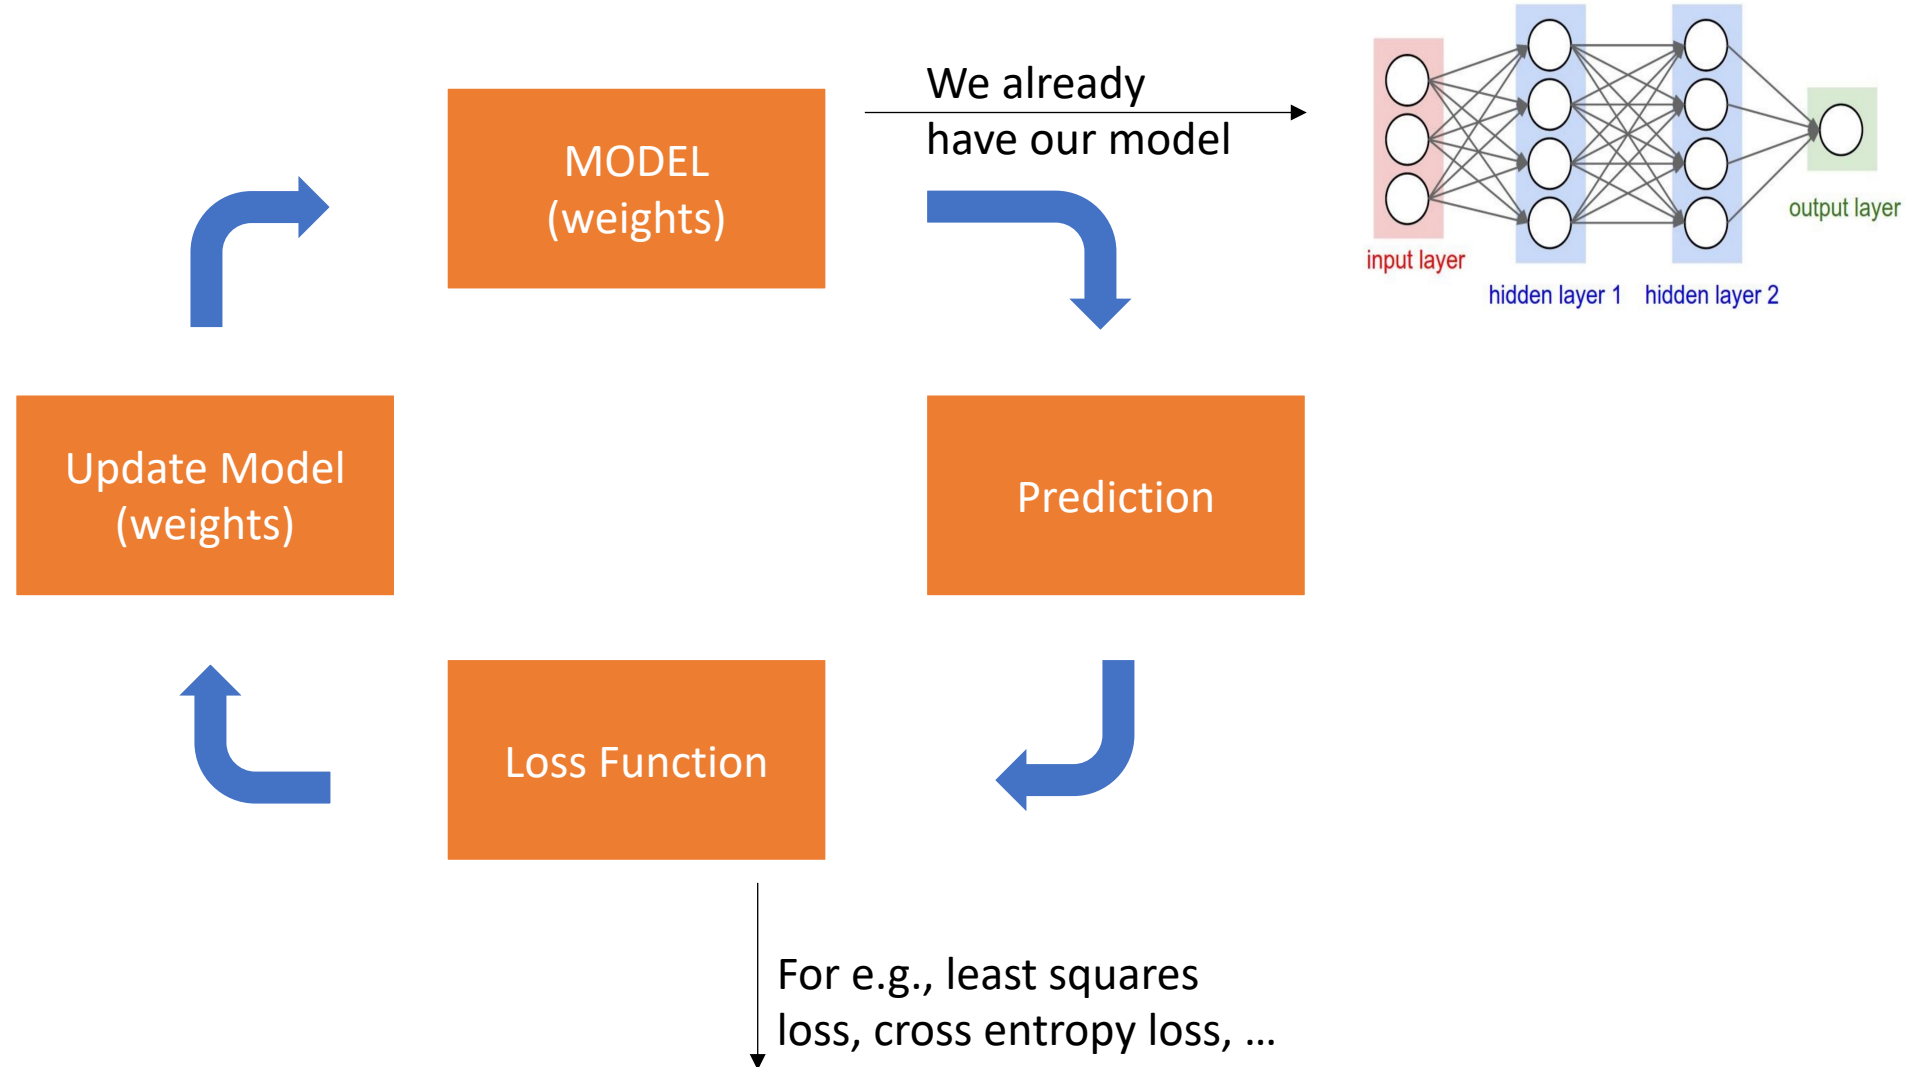 We already
have our model
MODEL
(weights)
input layer
hidden layer 1
hidden layer 2
output layer
Update Model
(weights)
Prediction
Loss Function
For e.g., least squares
loss, cross entropy loss, ...